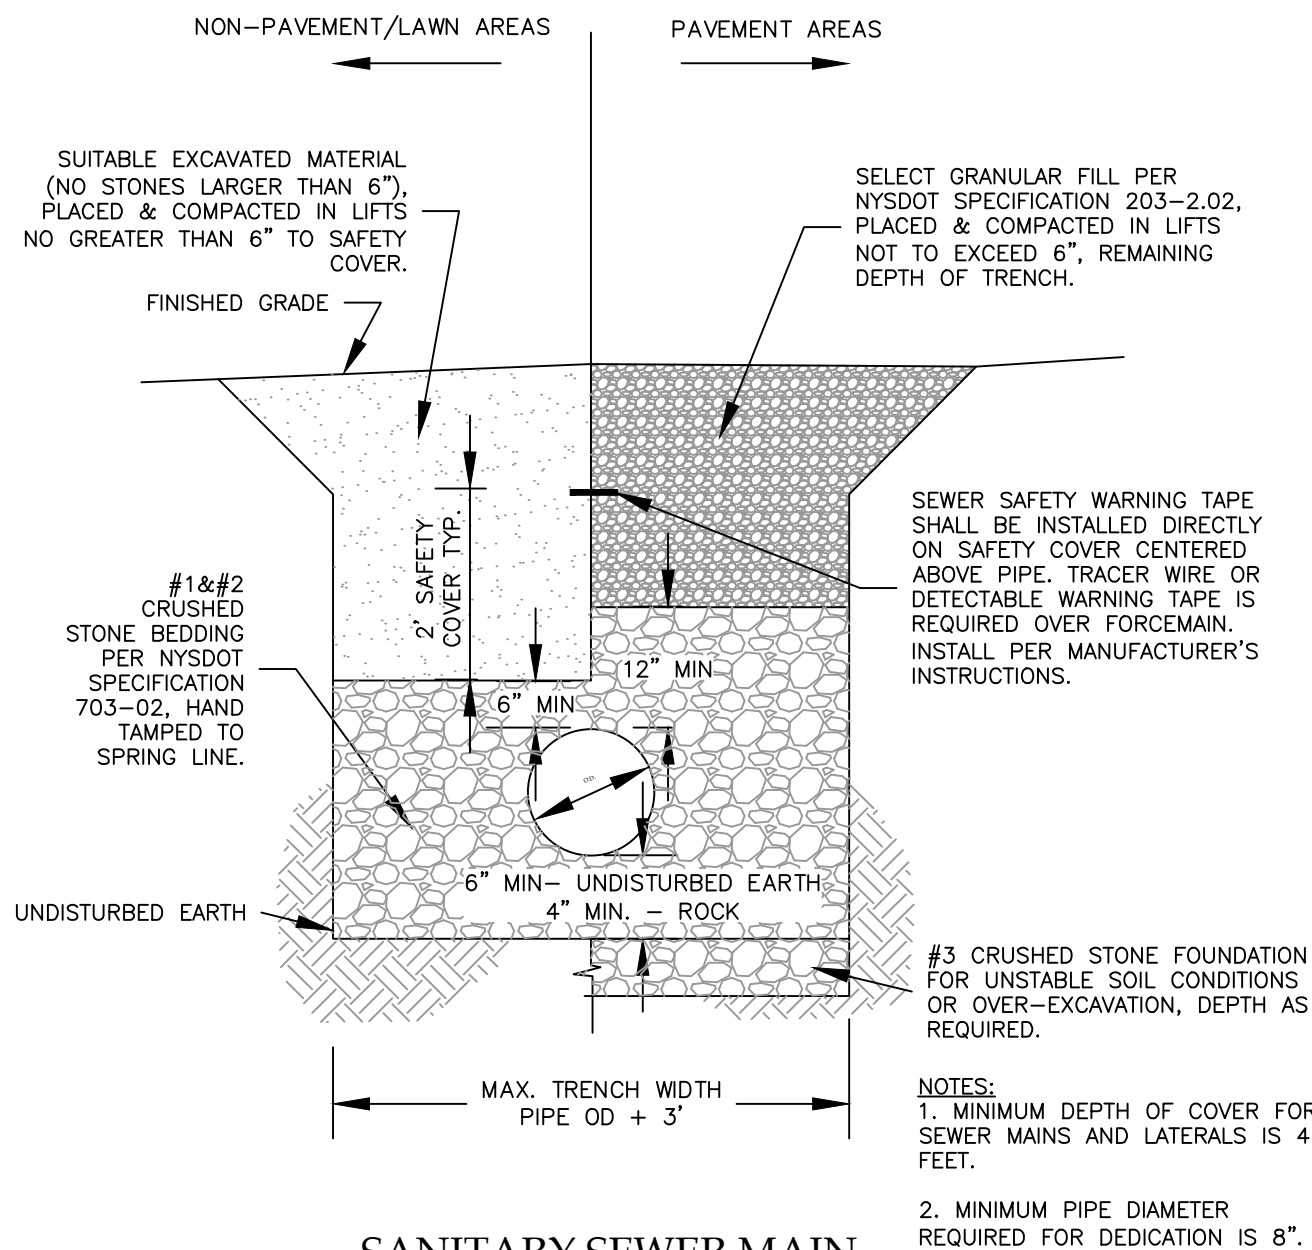 NON-PAVEMENT/LAWN AREAS
PAVEMENT AREAS
SUITABLE EXCAVATED MATERIAL
(NO STONES LARGER THAN 6"),
PLACED & COMPACTED IN LIFTS
NO GREATER THAN 6" TO SAFETY
COVER.
FINISHED GRADE
SELECT GRANULAR FILL PER
NYSDOT SPECIFICATION 203-2.02,
PLACED & COMPACTED IN LIFTS
NOT TO EXCEED 6", REMAINING
DEPTH OF TRENCH.
2' SAFETY
COVER TYP.
SEWER SAFETY WARNING TAPE
SHALL BE INSTALLED DIRECTLY
ON SAFETY COVER CENTERED
ABOVE PIPE. TRACER WIRE OR
DETECTABLE WARNING TAPE IS
REQUIRED OVER FORCEMAIN.
INSTALL PER MANUFACTURER'S
INSTRUCTIONS.
#1&#2
CRUSHED
STONE BEDDING
PER NYSDOT
SPECIFICATION
703-02, HAND
TAMPED TO
SPRING LINE.
12" MIN
6" MIN
O.D.
6" MIN- UNDISTURBED EARTH
4" MIN. - ROCK
UNDISTURBED EARTH
#3 CRUSHED STONE FOUNDATION
FOR UNSTABLE SOIL CONDITIONS
OR OVER-EXCAVATION, DEPTH AS
REQUIRED.
MAX. TRENCH WIDTH
PIPE OD + 3'
NOTES:
1. MINIMUM DEPTH OF COVER FOR
SEWER MAINS AND LATERALS IS 4
FEET.
2. MINIMUM PIPE DIAMETER
REQUIRED FOR DEDICATION IS 8".
SANITARY SEWER MAIN